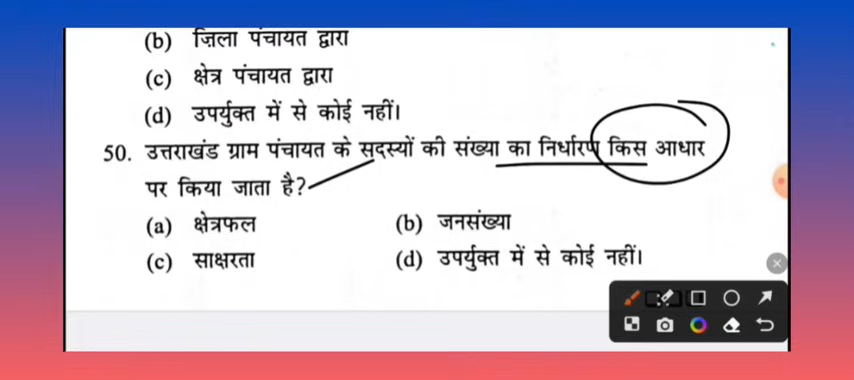 (b) ज़िला पंचायत द्वारा
(c) क्षेत्र पंचायत द्वारा
(d) उपर्युक्त में से कोई नहीं।
50. उत्तराखंड ग्राम पंचायत के सदस्यों की संख्या का निर्धारण किस आधार
पर किया जाता है?
(a) क्षेत्रफल (b) जनसंख्या
(c) साक्षरता (d) उपर्युक्त में से कोई नहीं।